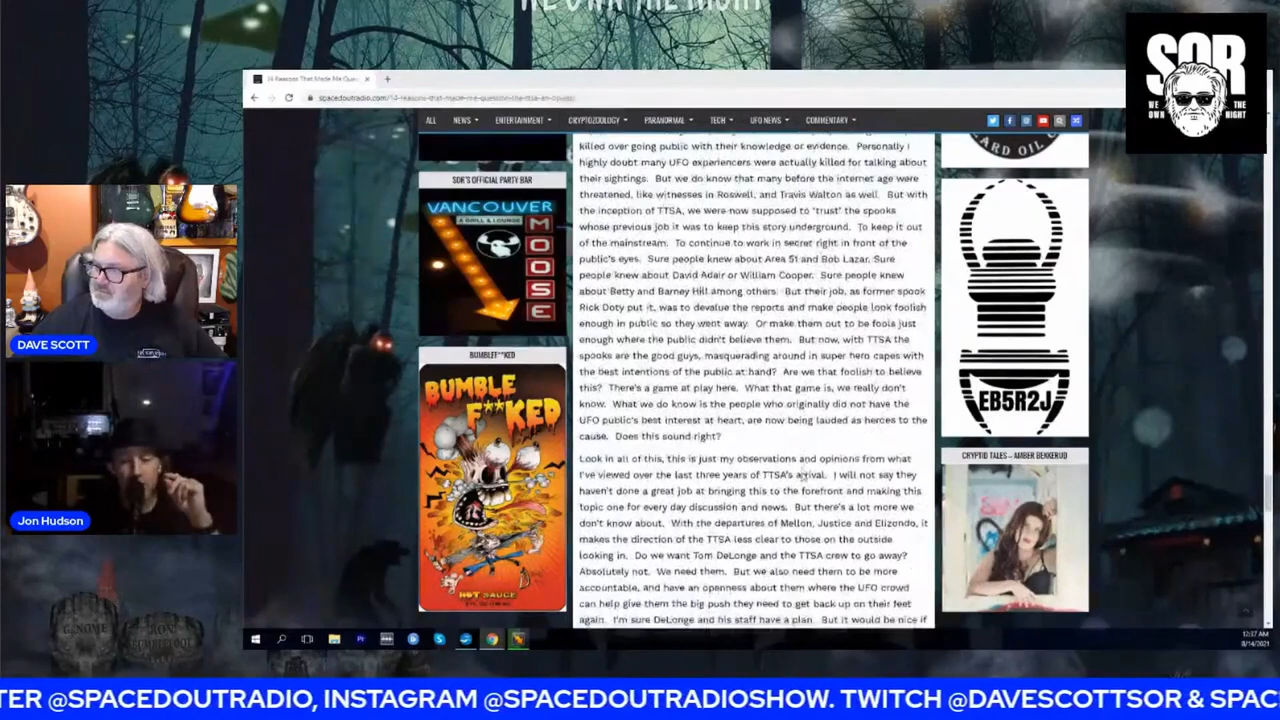 WE OWN THE NIGHT
SOR
WE OWN THE NIGHT
14 Reasons That Made Me Ques
ALL
NEWS
ENTERTAINMENT
CRYPTOZOOLOGY
PARANORMAL
TECH
UFO NEWS
COMMENTARY
ARD OIL C
SOR'S OFFICIAL PARTY BAR
VANCOUVER
GRILL & LOUNGE
MOOSE
killed over going public with their knowledge or evidence. Personally I
highly doubt many UFO experiencers were actually killed for talking about
their sightings. But we do know that many before the internet age were
threatened, like witnesses in Roswell, and Travis Walton as well. But with
the inception of TTSA, we were now supposed to 'trust' the spooks
whose previous job it was to keep this story underground. To keep it out
of the mainstream. To continue to work in secret right in front of the
public's eyes. Sure people knew about Area 51 and Bob Lazar. Sure
people knew about David Adair or William Cooper. Sure people knew
about Betty and Barney Hill among others. But their job, as former spook
Rick Doty put it, was to devalue the reports and make people look foolish
enough in public so they went away. Or make them out to be fools just
enough where the public didn't believe them. But now, with TTSA the
spooks are the good guys, masquerading around in super hero capes with
the best intentions of the public at hand? Are we that foolish to believe
this? There's a game at play here. What that game is, we really don't
know. What we do know is the people who originally did not have the
UFO public's best interest at heart, are now being lauded as heroes to the
cause. Does this sound right?
Look in all of this, this is just my observations and opinions from what
I've viewed over the last three years of TTSA's arrival. I will not say they
haven't done a great job at bringing this to the forefront and making this
topic one for every day discussion and news. But there's a lot more we
don't know about. With the departures of Mellon, Justice and Elizondo, it
makes the direction of the TTSA less clear to those on the outside
looking in. Do we want Tom DeLonge and the TTSA crew to go away?
Absolutely not. We need them. But we also need them to be more
accountable, and have an openness about them where the UFO crowd
can help give them the big push they need to get back up on their feet
again. I'm sure DeLonge and his staff have a plan. But it would be nice if
BUMBLEF**KED
BUMBLE
F**KED
HOT SAUCE
EB5R2J
CRYPTID TALES – AMBER BEKKERUD
DAVE SCOTT
Jon Hudson
12:37 AM
8/14/2021
TER @SPACEDOUTRADIO, INSTAGRAM @SPACEDOUTRADIOSHOW. TWITCH @DAVESCOTTSOR & SPAC